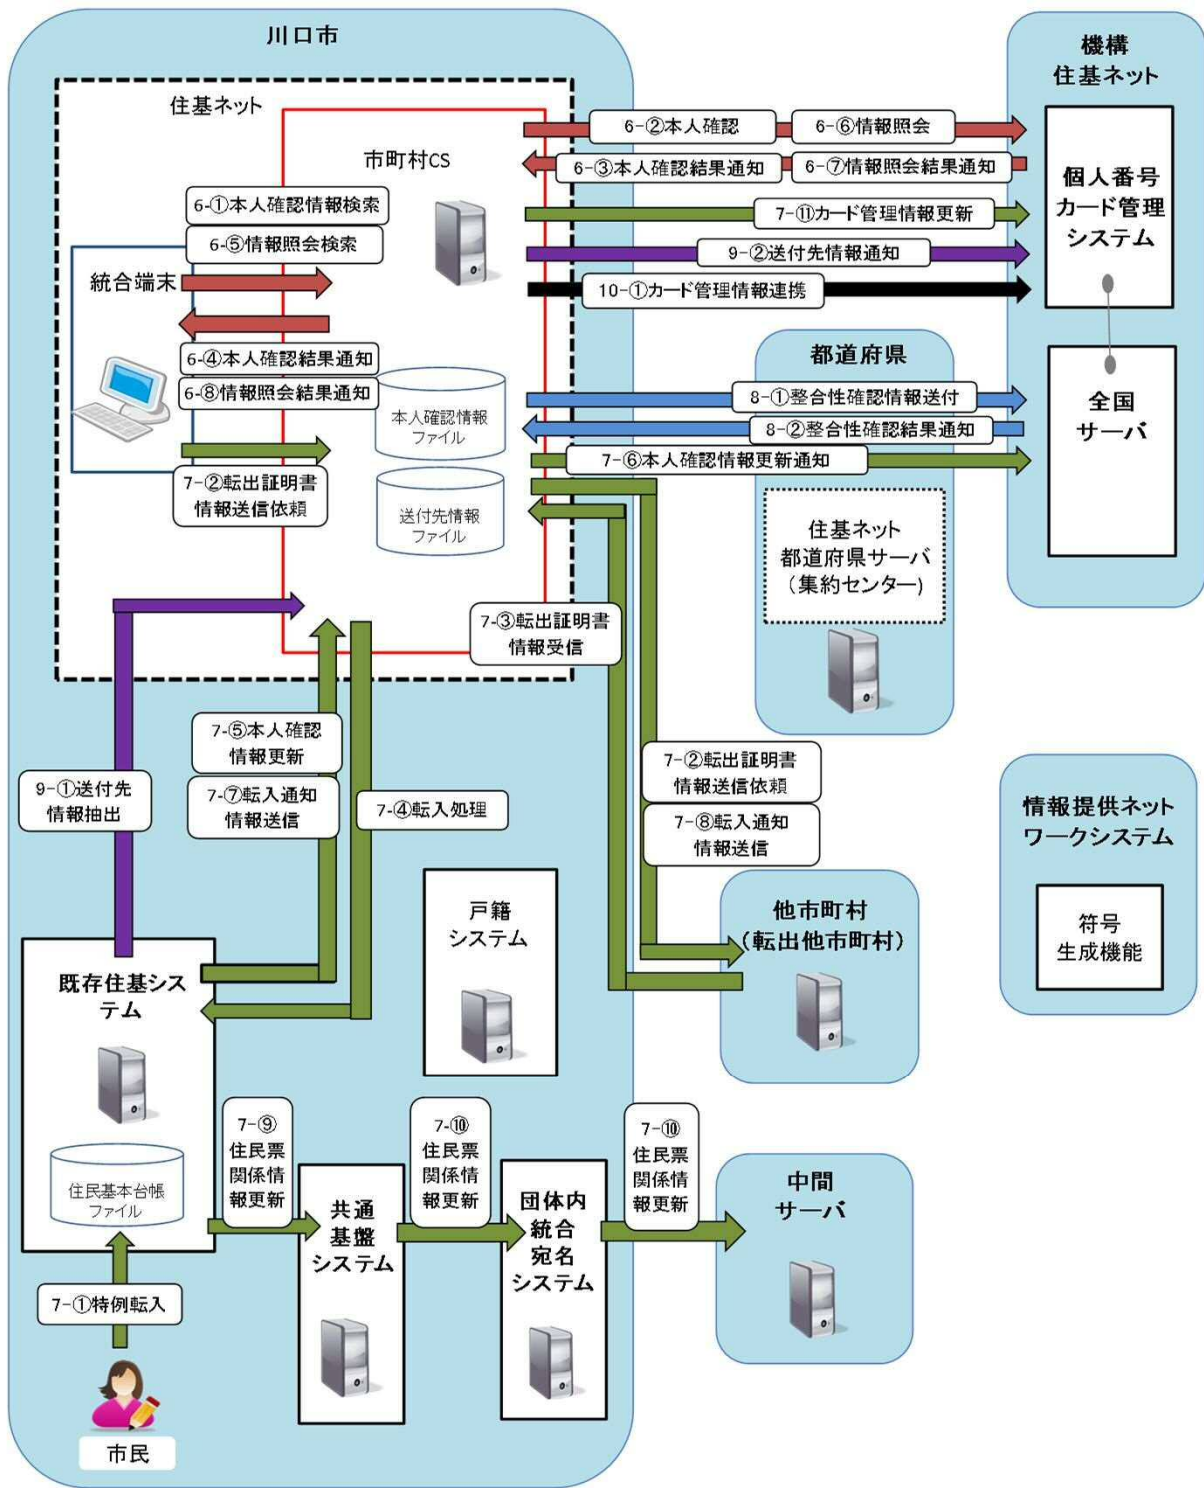 川口市
機構
住基ネット
住基ネット
市町村CS
6-②本人確認
6-⑥情報照会
6-③本人確認結果通知
6-⑦情報照会結果通知
個人番号
カード管理
システム
6-①本人確認情報検索
7-⑪カード管理情報更新
6-⑤情報照会検索
9-②送付先情報通知
統合端末
10-①カード管理情報連携
都道府県
6-④本人確認結果通知
6-⑧情報照会結果通知
8-①整合性確認情報送付
全国
サーバ
本人確認情報
ファイル
8-②整合性確認結果通知
7-⑥本人確認情報更新通知
7-②転出証明書
情報送信依頼
送付先情報
ファイル
住基ネット
都道府県サーバ
（集約センター)
7-③転出証明書
情報受信
7-⑤本人確認
情報更新
7-②転出証明書
情報送信依頼
9-①送付先
情報抽出
7-⑦転入通知
情報送信
7-④転入処理
7-⑧転入通知
情報送信
情報提供ネット
ワークシステム
符号
生成機能
戸籍
システム
他市町村
（転出他市町村）
既存住基シス
テム
住民基本台帳
ファイル
7-⑨
住民票
関係情
報更新
7-⑩
住民票
関係情
報更新
7-⑩
住民票
関係情
報更新
共通
基盤
システム
団体内
統合
宛名
システム
中間
サーバ
7-①特例転入
市民